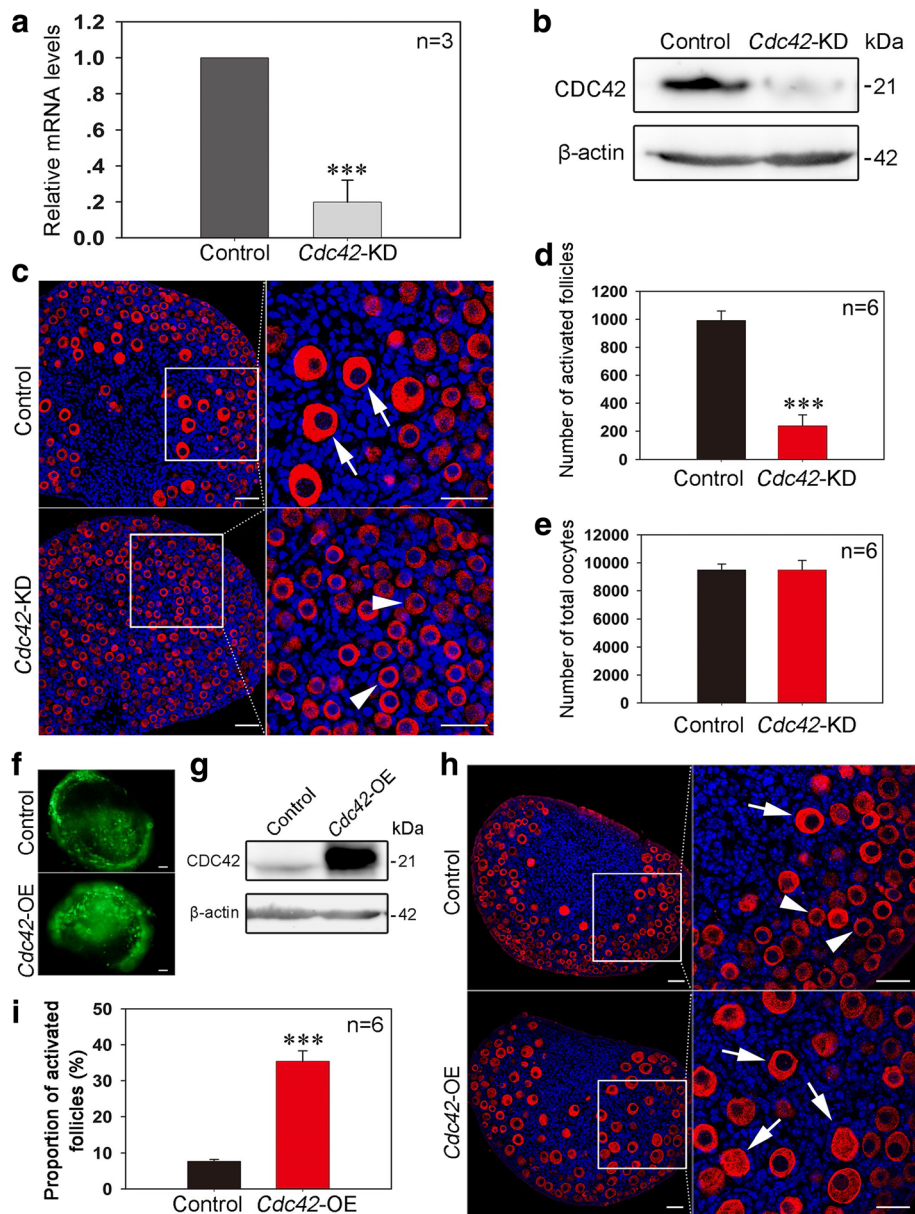 a
Relative mRNA levels
1.2
1.0
.8
.6
.4
.2
0.0
n=3
***
Control
Cdc42-KD
b
Control Cdc42-KD kDa
CDC42 -21
β-actin -42
c
Control
Cdc42-KD
d
Number of activated follicles
1200
1000
800
600
400
200
0
n=6
***
Control Cdc42-KD
e
Number of total oocytes
12000
10000
8000
6000
4000
2000
0
n=6
Control Cdc42-KD
f
Control
Cdc42-OE
g
Control Cdc42-OE kDa
CDC42 -21
β-actin -42
h
Control
Cdc42-OE
i
Proportion of activated
follicles (%)
50
40
30
20
10
0
n=6
***
Control Cdc42-OE